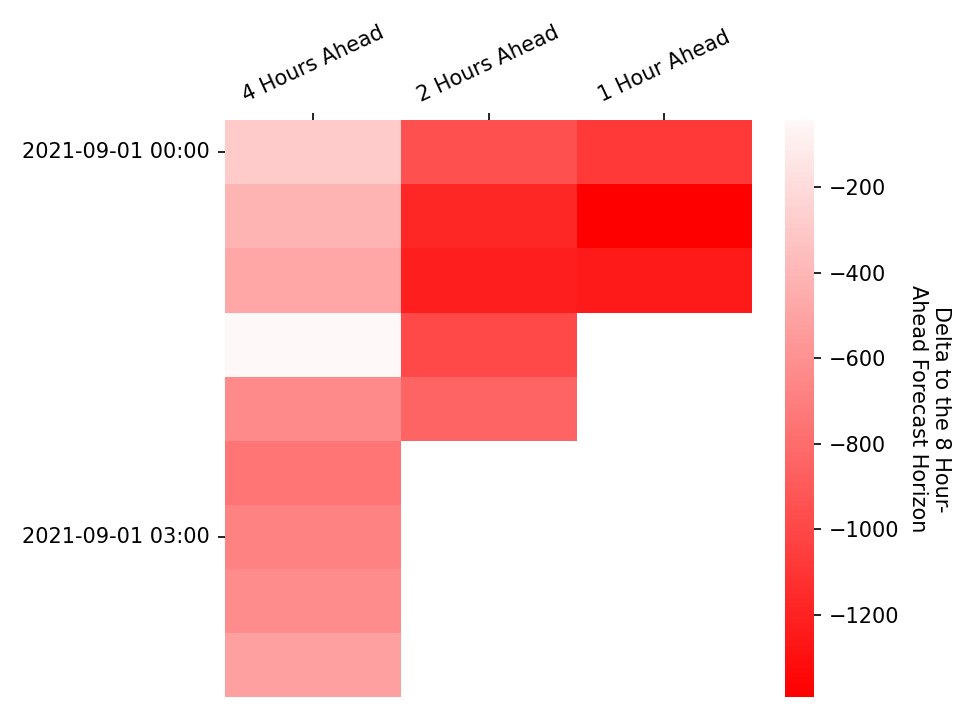 4 Hours Ahead
2 Hours Ahead
1 Hour Ahead
2021-09-01 00:00
2021-09-01 03:00
−200
−400
−600
−800
−1000
−1200
Delta to the 8 Hour-
Ahead Forecast Horizon